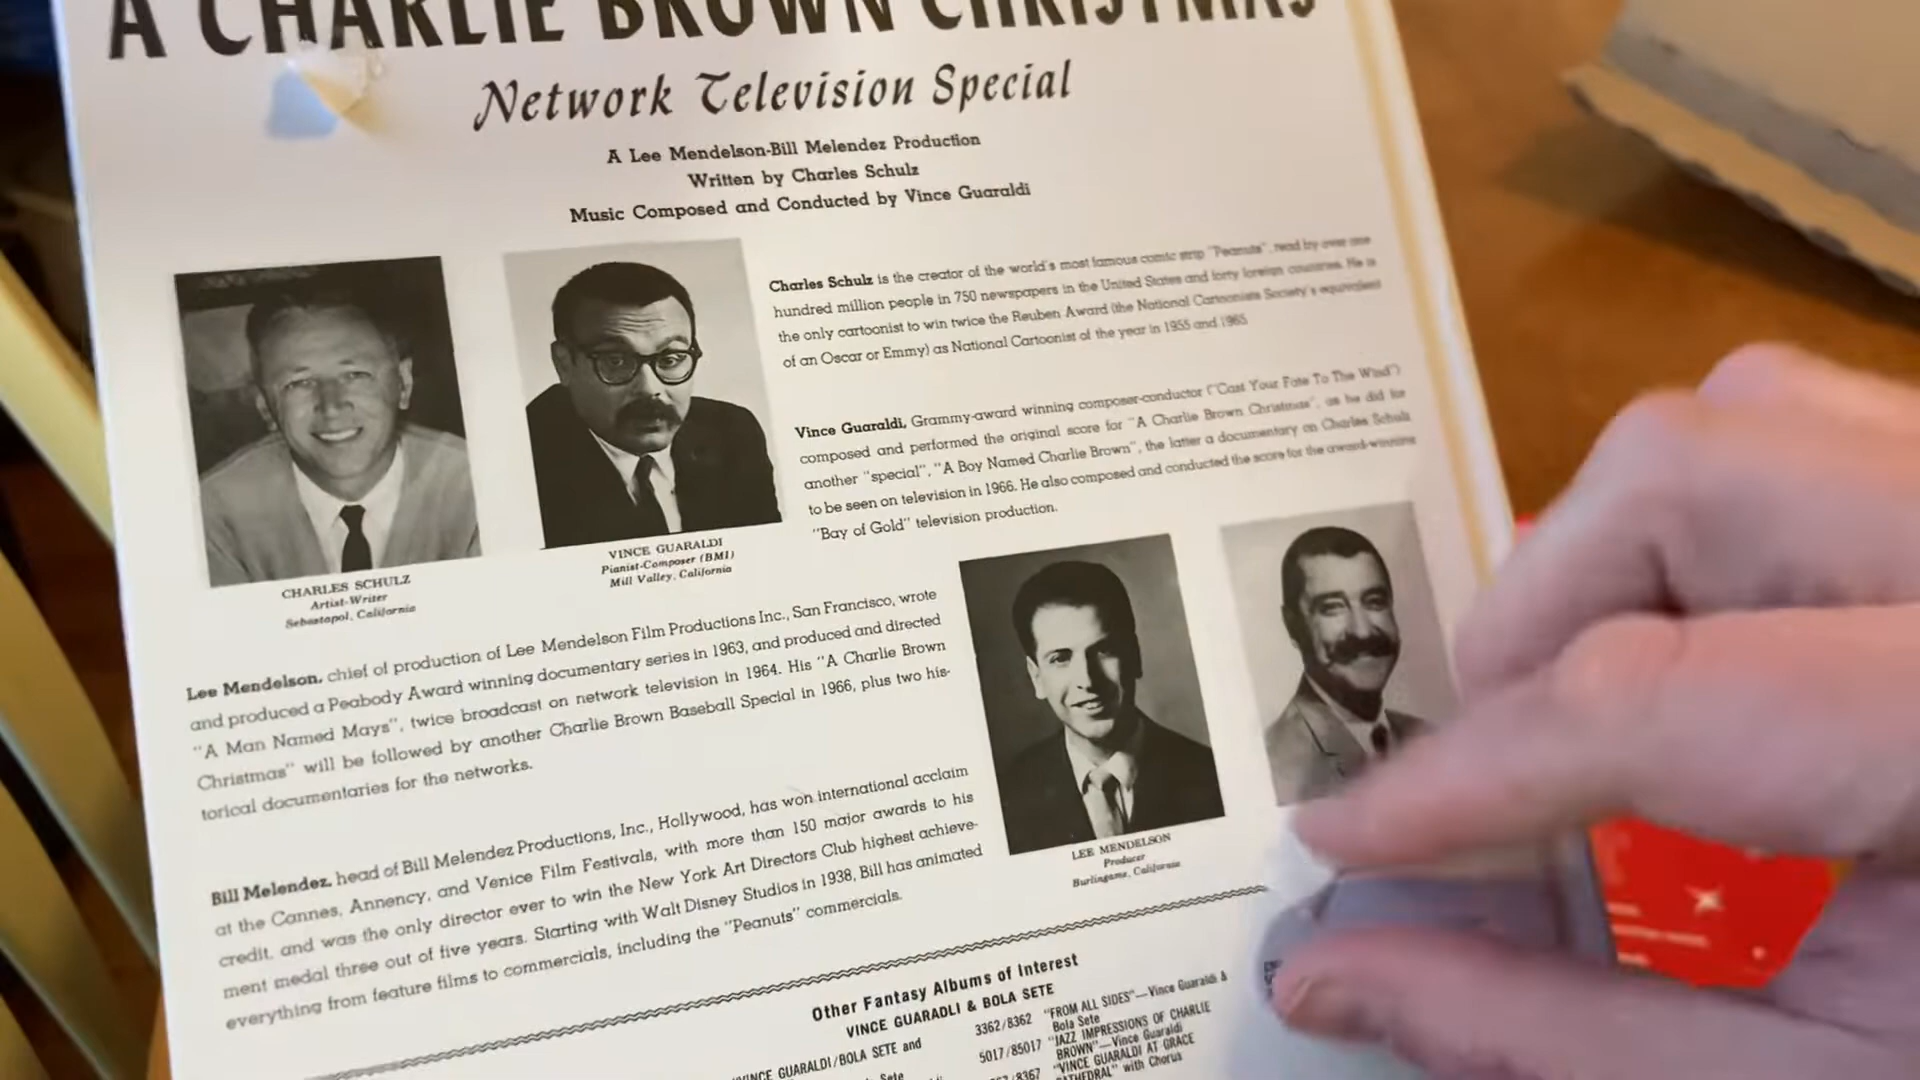 A CHARLIE BROWN CHRISTMAS
Network Television Special
A Lee Mendelson-Bill Melendez Production
Written by Charles Schulz
Music Composed and Conducted by Vince Guaraldi
Charles Schulz is the creator of the world's most famous comic strip "Peanuts", read by over one
hundred million people in 750 newspapers in the United States and forty foreign countries. He is
the only cartoonist to win twice the Reuben Award (the National Cartoonists Society's equivalent
of an Oscar or Emmy) as National Cartoonist of the year in 1955 and 1965
Vince Guaraldi, Grammy-award winning composer-conductor ("Cast Your Fate To The Wind")
composed and performed the original score for "A Charlie Brown Christmas", as he did for
another "special", "A Boy Named Charlie Brown", the latter a documentary on Charles Schulz
to be seen on television in 1966. He also composed and conducted the score for the award-winning
"Bay of Gold" television production.
CHARLES SCHULZ
Artist-Writer
Sebastopol, California
VINCE GUARALDI
Pianist-Composer (BMI)
Mill Valley, California
Lee Mendelson, chief of production of Lee Mendelson Film Productions Inc., San Francisco, wrote
and produced a Peabody Award winning documentary series in 1963, and produced and directed
"A Man Named Mays", twice broadcast on network television in 1964. His "A Charlie Brown
Christmas" will be followed by another Charlie Brown Baseball Special in 1966, plus two his-
torical documentaries for the networks.
Bill Melendez, head of Bill Melendez Productions, Inc., Hollywood, has won international acclaim
at the Cannes, Annency, and Venice Film Festivals, with more than 150 major awards to his
credit, and was the only director ever to win the New York Art Directors Club highest achieve-
ment medal three out of five years. Starting with Walt Disney Studios in 1938, Bill has animated
everything from feature films to commercials, including the "Peanuts" commercials.
LEE MENDELSON
Producer
Burlingame, California
Other Fantasy Albums of Interest
VINCE GUARADLI & BOLA SETE
VINCE GUARALDI/BOLA SETE and
Sete
3362/8362 "FROM ALL SIDES"—Vince Guaraldi &
Bola Sete
5017/85017 "JAZZ IMPRESSIONS OF CHARLIE
BROWN"—Vince Guaraldi
/8367 "VINCE GUARALDI AT GRACE
CATHEDRAL" with Chorus